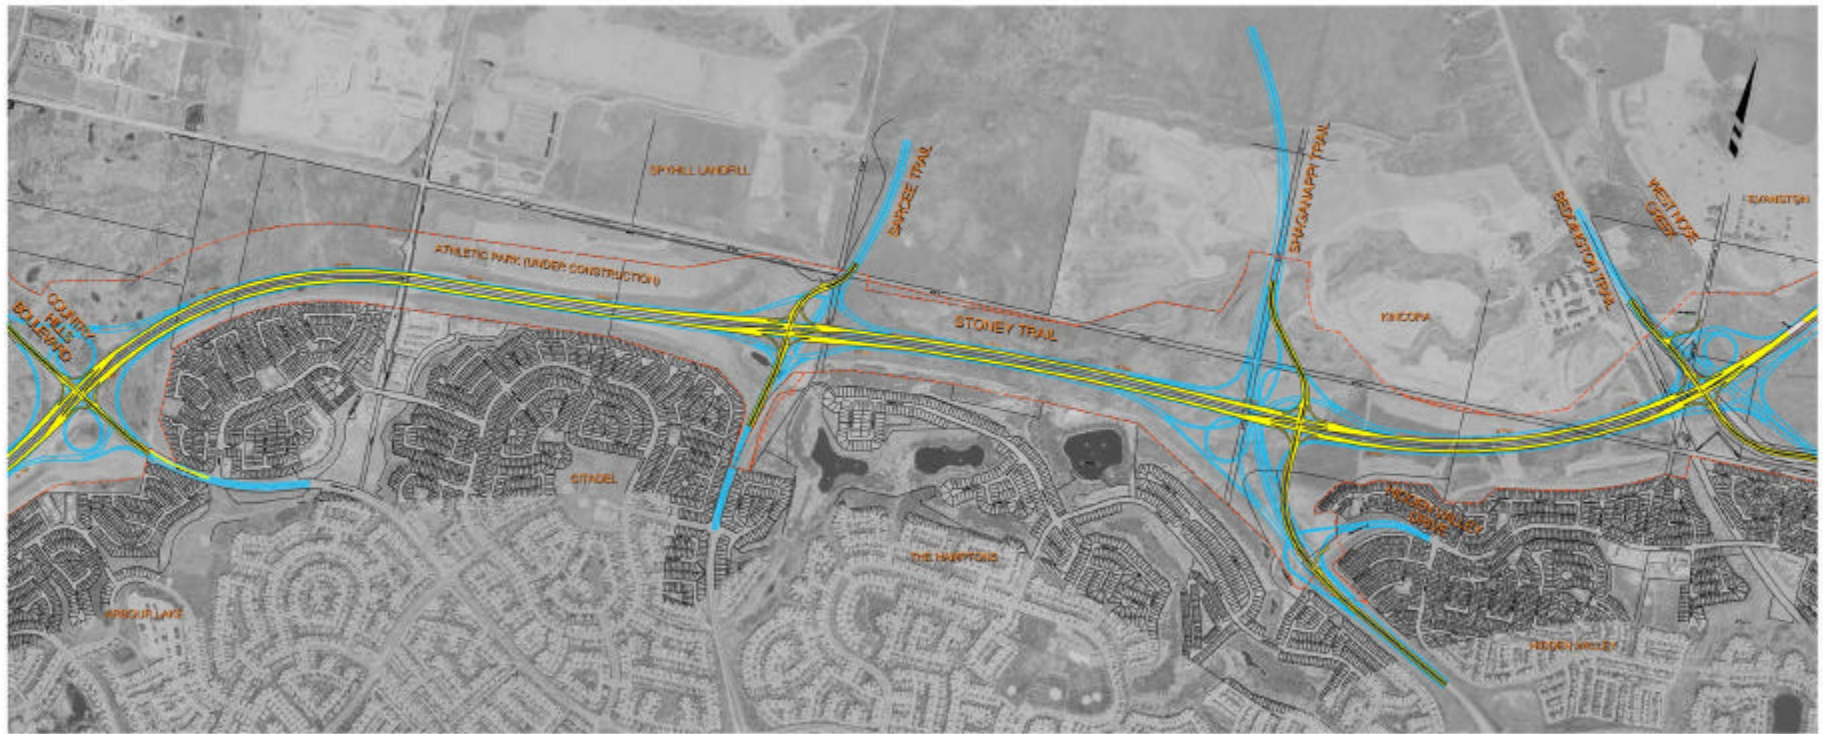 SPYHILL LANDFILL
SARCEE TRAIL
SHAGANAPPI TRAIL
BEDDINGTON TRAIL
WEST NOSE
CREEK
EVANSTON
ATHLETIC PARK (UNDER CONSTRUCTION)
COUNTRY
HILLS
BOULEVARD
STONEY TRAIL
KINCORA
CITADEL
HIDDEN VALLEY
DRIVE
THE HAMPTONS
ARBOUR LAKE
HIDDEN VALLEY